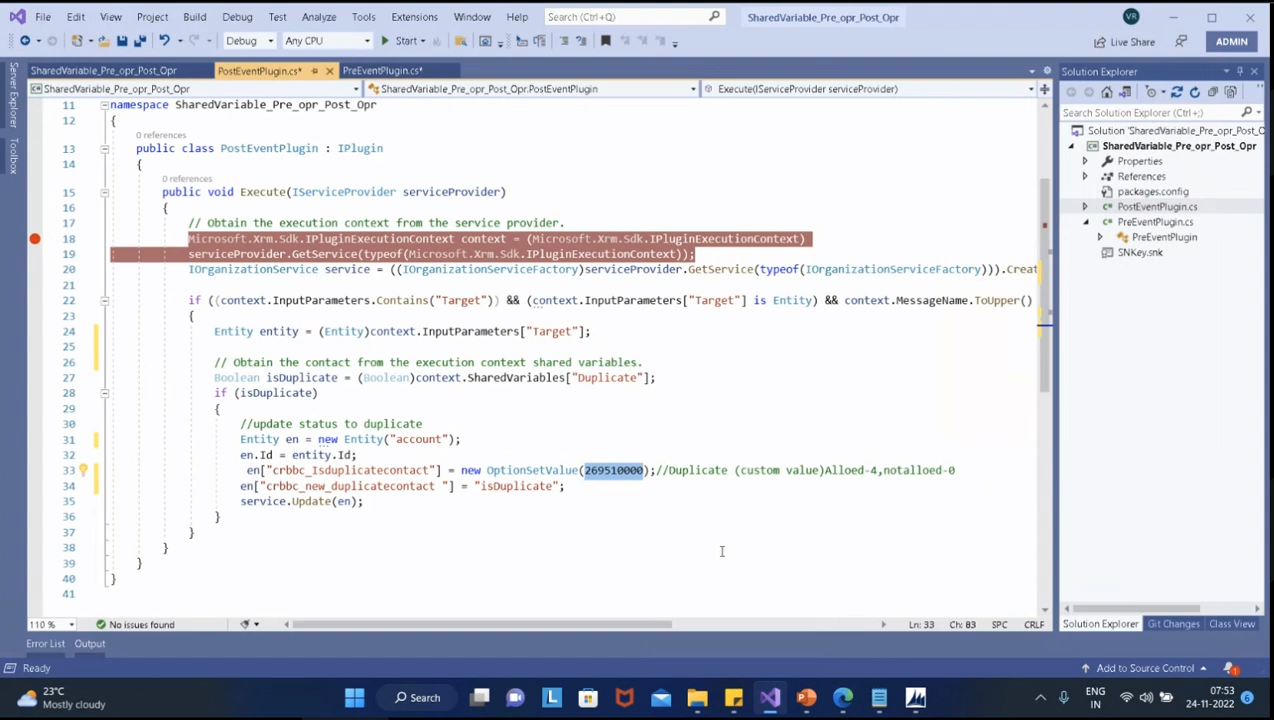 File Edit View Project Build Debug Test Analyze Tools Extensions Window Help Search (Ctrl+Q) SharedVariable_Pre_opr_Post_Opr VR
Debug Any CPU Start Live Share ADMIN
SharedVariable_Pre_opr_Post_Opr PostEventPlugin.cs* PreEventPlugin.cs*
SharedVariable_Pre_opr_Post_Opr SharedVariable_Pre_opr_Post_Opr.PostEventPlugin Execute(IServiceProvider serviceProvider)
Server Explorer
Toolbox
11 namespace SharedVariable_Pre_opr_Post_Opr
12 {
0 references
13 public class PostEventPlugin : IPlugin
14 {
0 references
15 public void Execute(IServiceProvider serviceProvider)
16 {
17 // Obtain the execution context from the service provider.
18 Microsoft.Xrm.Sdk.IPluginExecutionContext context = (Microsoft.Xrm.Sdk.IPluginExecutionContext)
19 serviceProvider.GetService(typeof(Microsoft.Xrm.Sdk.IPluginExecutionContext));
20 IOrganizationService service = ((IOrganizationServiceFactory)serviceProvider.GetService(typeof(IOrganizationServiceFactory))).Creat
21
22 if ((context.InputParameters.Contains("Target")) && (context.InputParameters["Target"] is Entity) && context.MessageName.ToUpper()
23 {
24 Entity entity = (Entity)context.InputParameters["Target"];
25
26 // Obtain the contact from the execution context shared variables.
27 Boolean isDuplicate = (Boolean)context.SharedVariables["Duplicate"];
28 if (isDuplicate)
29 {
30 //update status to duplicate
31 Entity en = new Entity("account");
32 en.Id = entity.Id;
33 en["crbbc_Isduplicatecontact"] = new OptionSetValue(269510000);//Duplicate (custom value)Alloed-4,notalloed-0
34 en["crbbc_new_duplicatecontact "] = "isDuplicate";
35 service.Update(en);
36 }
37 }
38 }
39 }
40 }
41
110 % No issues found Ln: 33 Ch: 83 SPC CRLF
Error List Output
Solution Explorer
Search Solution Explorer (Ctrl+;)
Solution 'SharedVariable_Pre_opr_Post_O
SharedVariable_Pre_opr_Post_Opr
Properties
References
packages.config
PostEventPlugin.cs
PreEventPlugin.cs
PreEventPlugin
SNKey.snk
Solution Explorer Git Changes Class View
Ready Add to Source Control 1
23°C
Mostly cloudy
Search
ENG
IN
07:53
24-11-2022
6